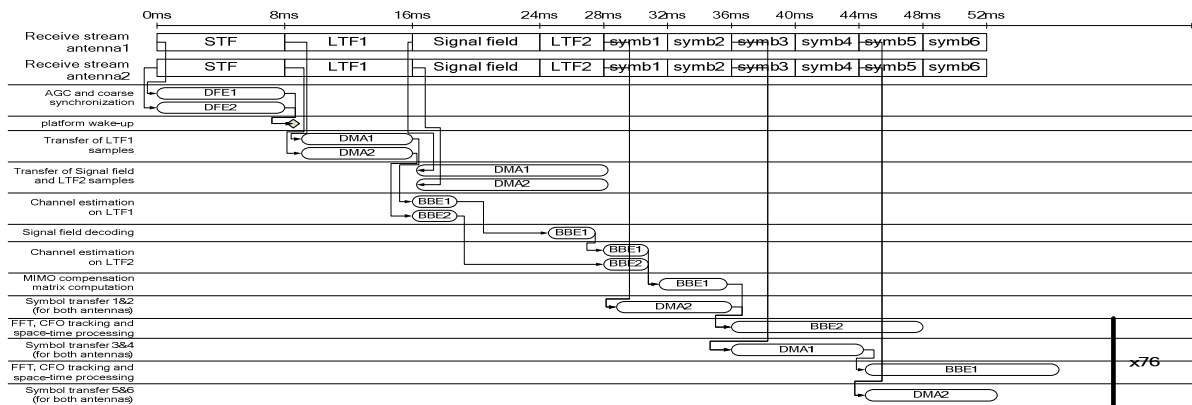 0ms 8ms 16ms 24ms 28ms 32ms 36ms 40ms 44ms 48ms 52ms
Receive stream
antenna1
STF LTF1 Signal field LTF2 symb1 symb2 symb3 symb4 symb5 symb6
Receive stream
antenna2
STF LTF1 Signal field LTF2 symb1 symb2 symb3 symb4 symb5 symb6
AGC and coarse
synchronization
DFE1
DFE2
platform wake-up
Transfer of LTF1
samples
DMA1
DMA2
Transfer of Signal field
and LTF2 samples
DMA1
DMA2
Channel estimation
on LTF1
BBE1
BBE2
Signal field decoding
BBE1
Channel estimation
on LTF2
BBE1
BBE2
MIMO compensation
matrix computation
BBE1
Symbol transfer 1&2
(for both antennas)
DMA2
FFT, CFO tracking and
space-time processing
BBE2
Symbol transfer 3&4
(for both antennas)
DMA1
x76
FFT, CFO tracking and
space-time processing
BBE1
Symbol transfer 5&6
(for both antennas)
DMA2